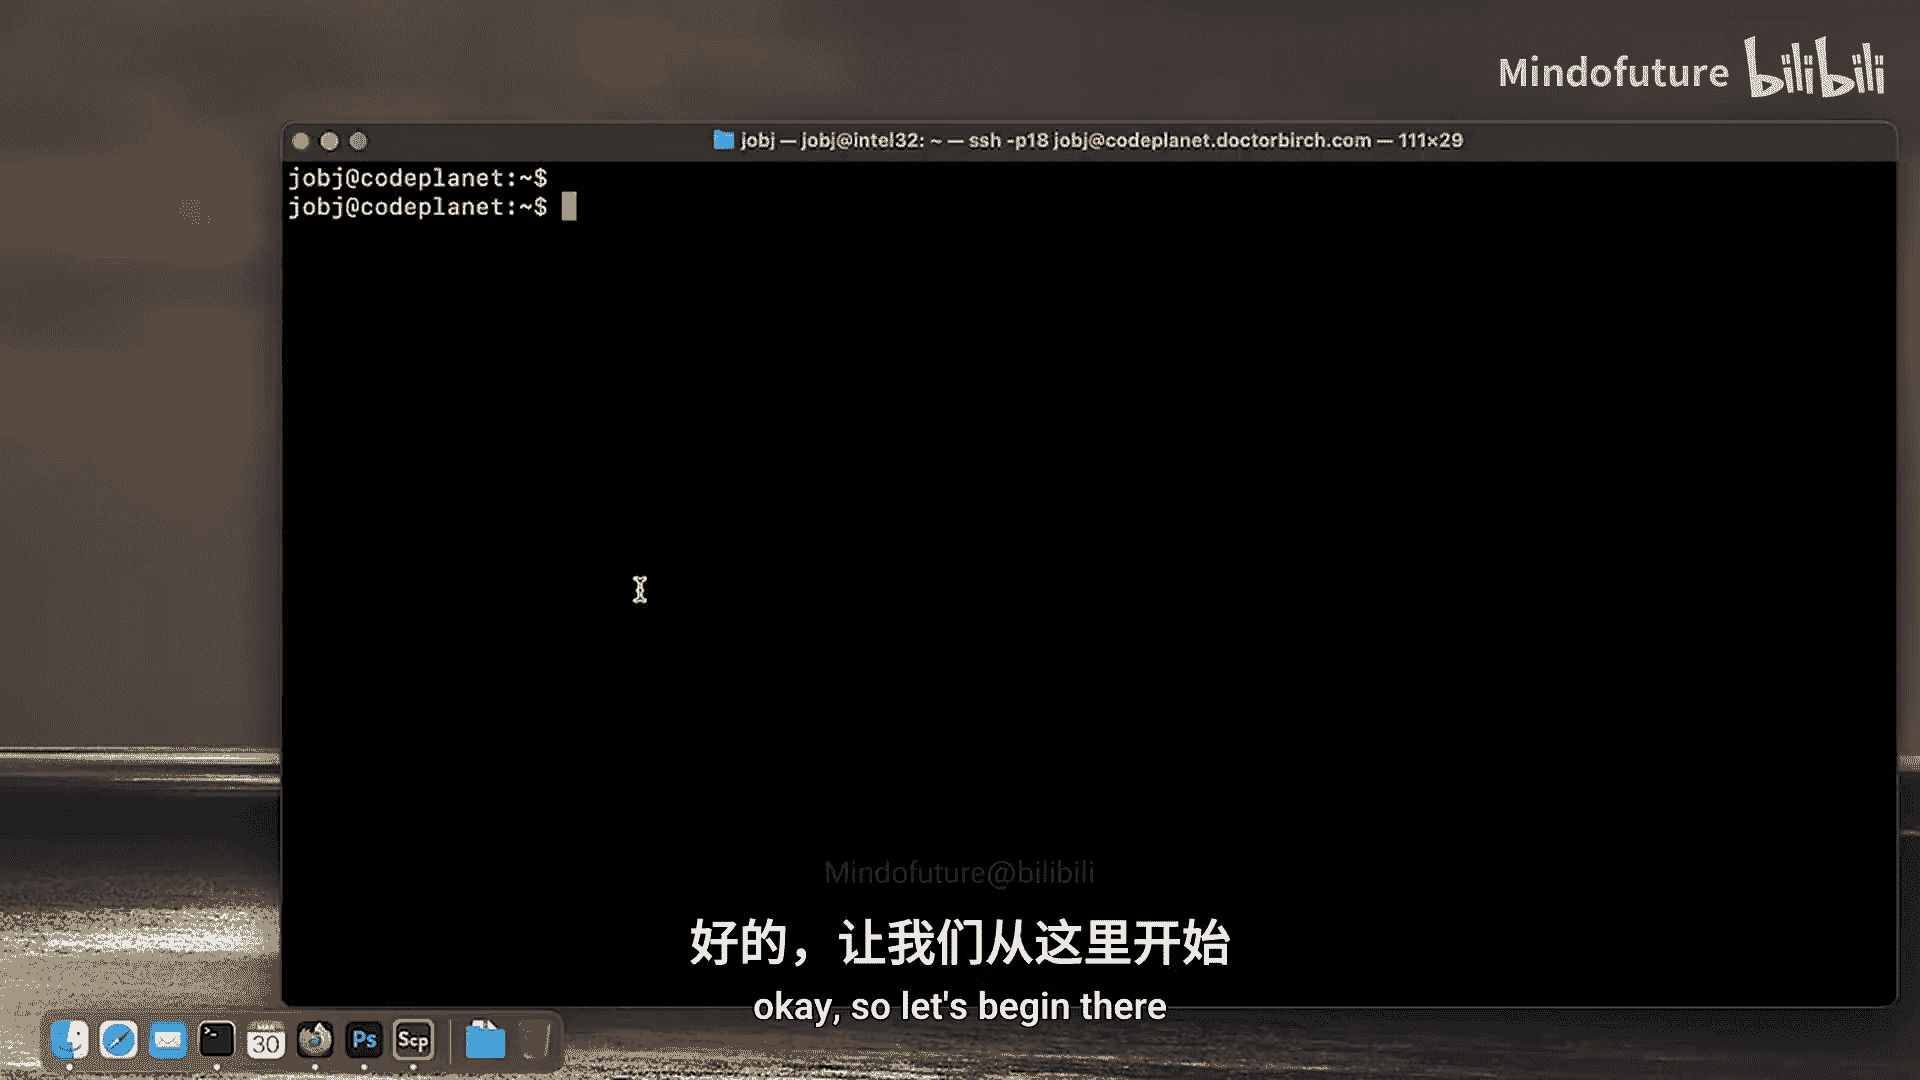 Mindofuture bilibili
jobj — jobj@intel32: ~ — ssh -p18 jobj@codeplanet.doctorbirch.com — 111×29
jobj@codeplanet:~$
jobj@codeplanet:~$
Mindofuture@bilibili
好的，让我们从这里开始
okay, so let's begin there
MAR
30
Ps
Scp